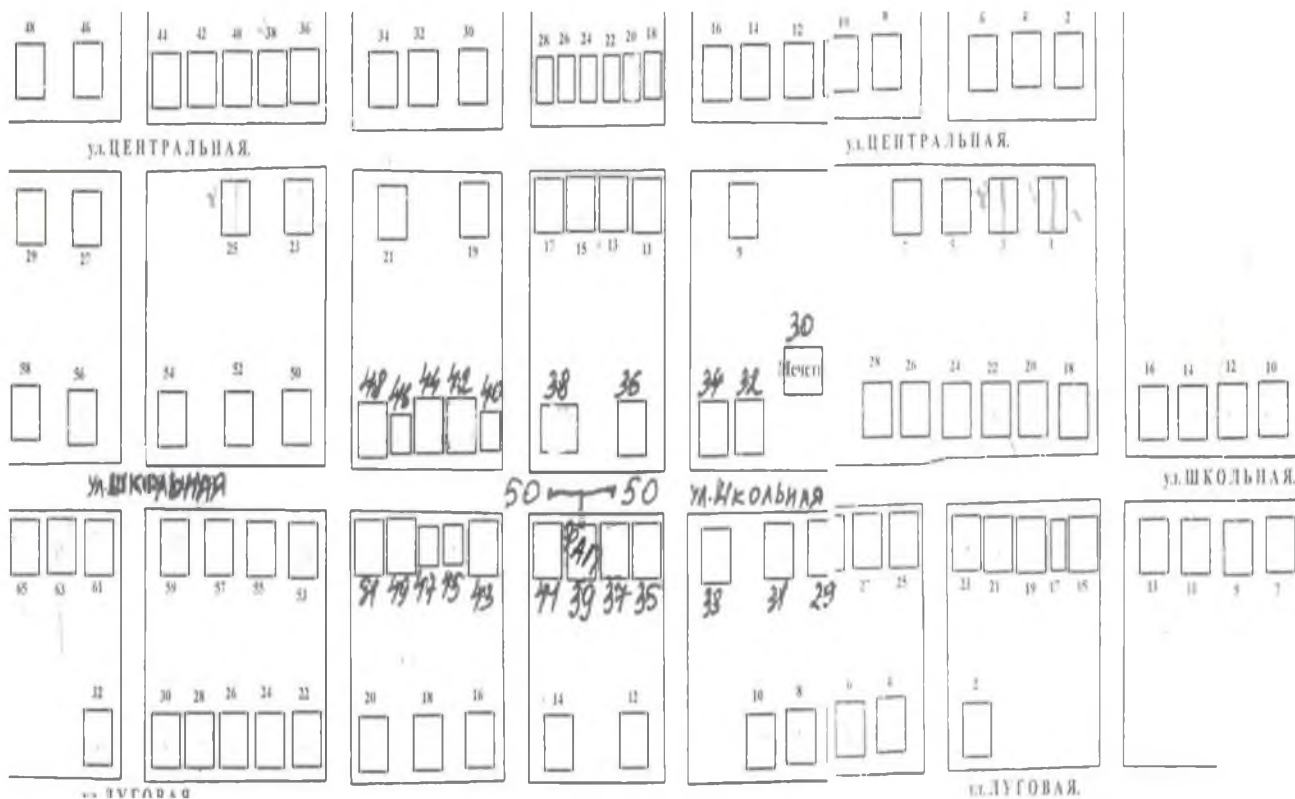 48 46 44 42 40 38 36 34 32 30 28 26 24 22 20 18 16 14 12 10 8 6 4 2
ул. ЦЕНТРАЛЬНАЯ. ул. ЦЕНТРАЛЬНАЯ.
29 27 25 23 21 19 17 15 13 11 9 7 5 3 1
30
Мечеть
58 56 54 52 50 48 46 44 42 40 38 36 34 32 28 26 24 22 20 18 16 14 12 10
ул. ШКОЛЬНАЯ 50 50 ул. ШКОЛЬНАЯ ул. ШКОЛЬНАЯ.
ФАП
65 63 61 59 57 55 53 51 49 47 45 43 41 39 37 35 33 31 29 27 25 23 21 19 17 15 13 11 9 7
32 30 28 26 24 22 20 18 16 14 12 10 8 6 4 2
ул. ЛУГОВАЯ ул. ЛУГОВАЯ.